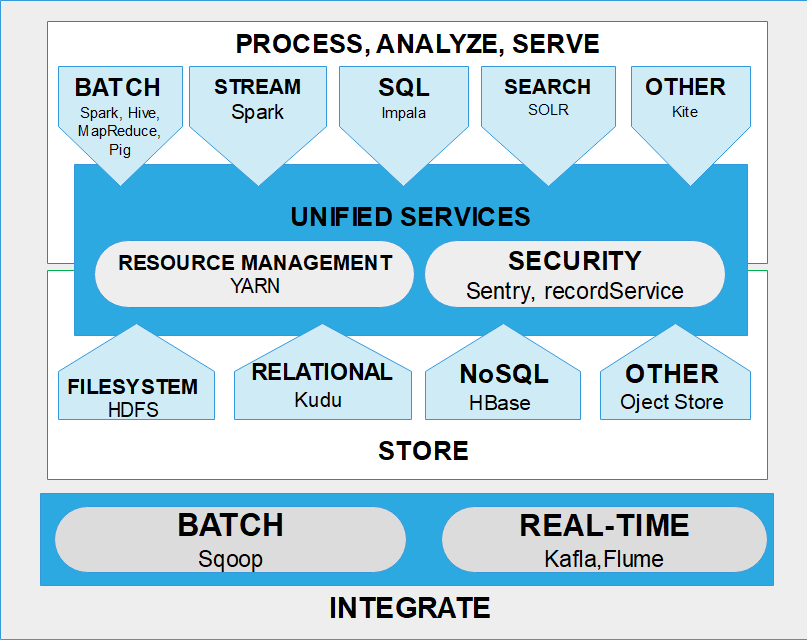 PROCESS, ANALYZE, SERVE
BATCH
Spark, Hive,
MapReduce,
Pig
STREAM
Spark
SQL
Impala
SEARCH
SOLR
OTHER
Kite
UNIFIED SERVICES
RESOURCE MANAGEMENT
YARN
SECURITY
Sentry, recordService
FILESYSTEM
HDFS
RELATIONAL
Kudu
NoSQL
HBase
OTHER
Oject Store
STORE
BATCH
Sqoop
REAL-TIME
Kafla,Flume
INTEGRATE